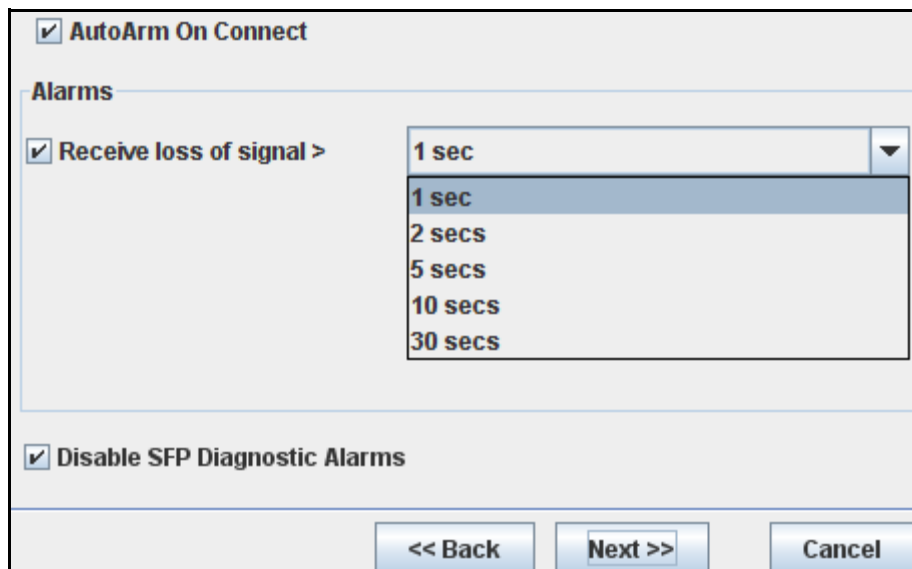 AutoArm On Connect
Alarms
Receive loss of signal > 1 sec
1 sec
2 secs
5 secs
10 secs
30 secs
Disable SFP Diagnostic Alarms
<< Back Next >> Cancel